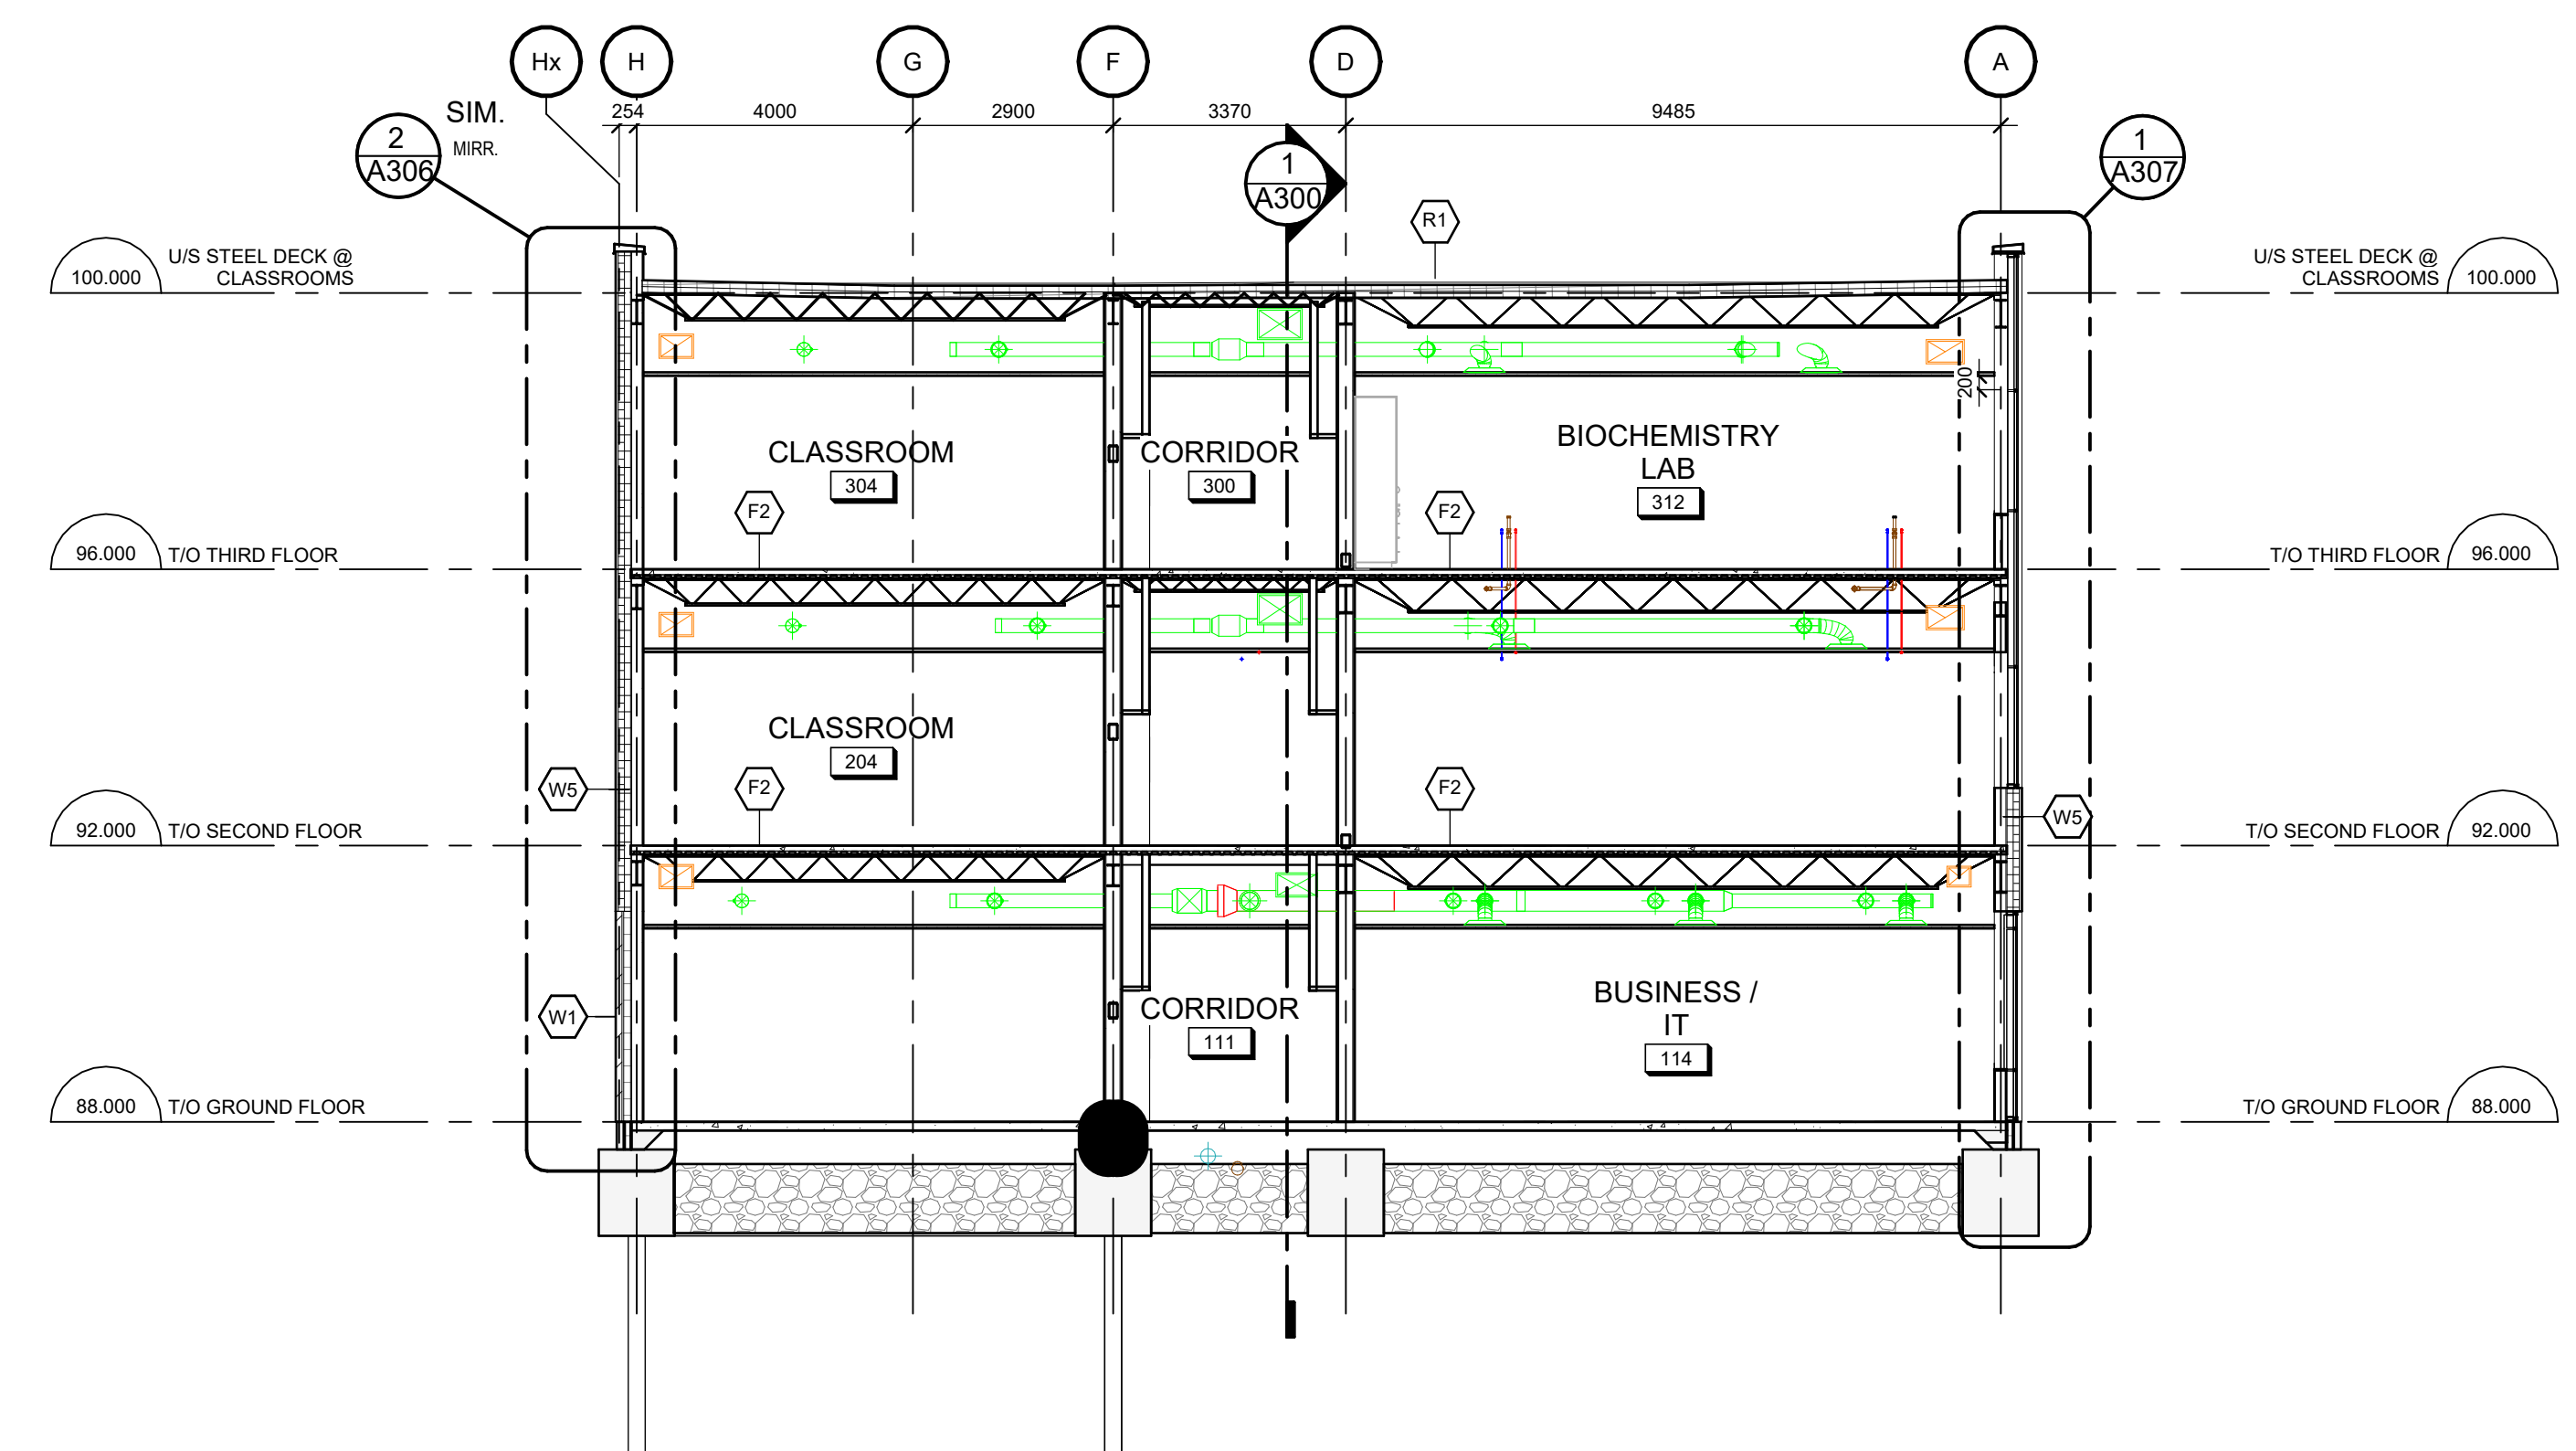 Hx
H
G
F
D
A
254
4000
2900
3370
9485
SIM.
MIRR.
2
A306
1
A300
1
A307
R1
U/S STEEL DECK @
CLASSROOMS
100.000
U/S STEEL DECK @
CLASSROOMS
100.000
200
CLASSROOM
304
CORRIDOR
300
BIOCHEMISTRY
LAB
312
F2
F2
96.000
T/O THIRD FLOOR
T/O THIRD FLOOR
96.000
CLASSROOM
204
W5
F2
F2
W5
92.000
T/O SECOND FLOOR
T/O SECOND FLOOR
92.000
W1
CORRIDOR
111
BUSINESS /
IT
114
88.000
T/O GROUND FLOOR
T/O GROUND FLOOR
88.000